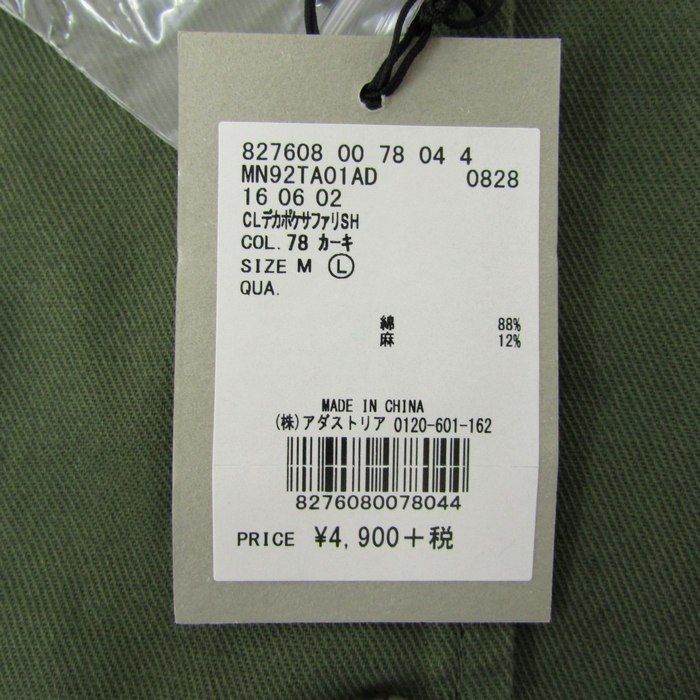 827608 00 78 04 4
MN92TA01AD 0828
16 06 02
CLデカポケサファリSH
COL. 78 カーキ
SIZE M Ⓛ
QUA.
綿 88%
麻 12%
MADE IN CHINA
(株)アダストリア 0120-601-162
8276080078044
PRICE ¥4,900+税